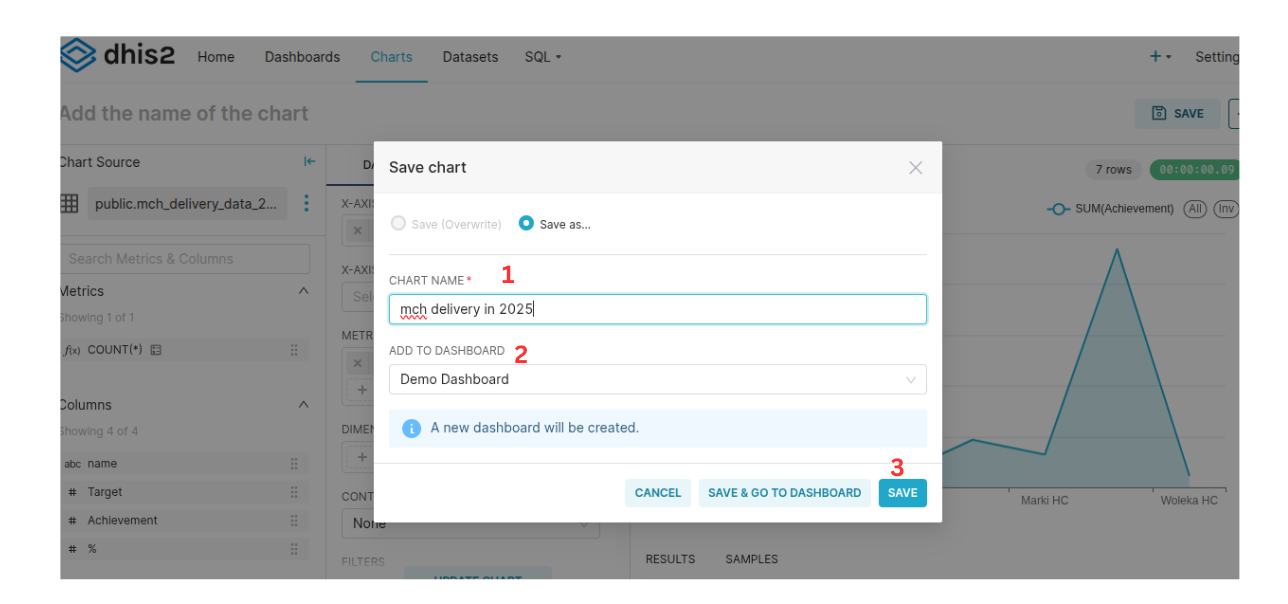 dhis2 Home Dashboards Charts Datasets SQL + Setting
Add the name of the chart
SAVE
Chart Source
public.mch_delivery_data_2...
Search Metrics & Columns
Metrics
Showing 1 of 1
f(x) COUNT(*)
Columns
Showing 4 of 4
abc name
# Target
# Achievement
# %
X-AXIS
METR
DIMEN
CONT
None
FILTERS
UPDATE CHART
Save chart
Save (Overwrite) Save as...
CHART NAME * 1
mch delivery in 2025
ADD TO DASHBOARD 2
Demo Dashboard
A new dashboard will be created.
3
CANCEL SAVE & GO TO DASHBOARD SAVE
7 rows 00:00:00.09
SUM(Achievement) All Inv
Marki HC Woleka HC
RESULTS SAMPLES